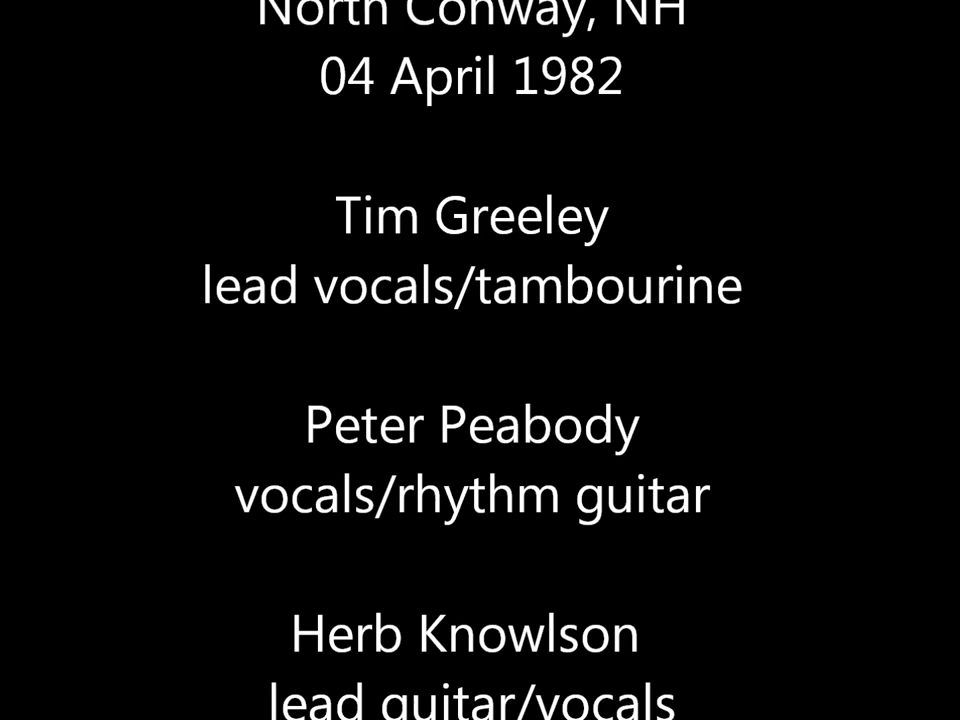 North Conway, NH
04 April 1982
Tim Greeley
lead vocals/tambourine
Peter Peabody
vocals/rhythm guitar
Herb Knowlson
lead guitar/vocals